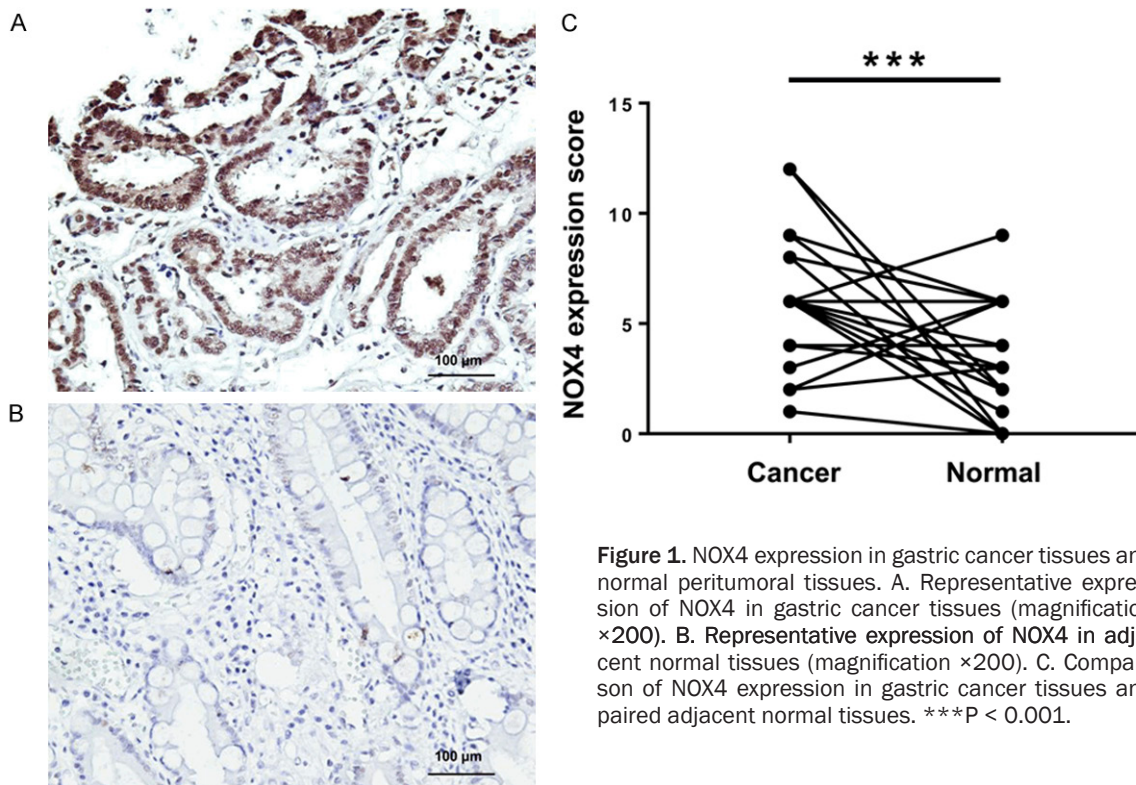 A
100 µm
B
100 µm
C
***
NOX4 expression score
15
10
5
0
Cancer
Normal
Figure 1. NOX4 expression in gastric cancer tissues an
normal peritumoral tissues. A. Representative expre
sion of NOX4 in gastric cancer tissues (magnificatio
×200). B. Representative expression of NOX4 in adj
cent normal tissues (magnification ×200). C. Compa
son of NOX4 expression in gastric cancer tissues an
paired adjacent normal tissues. ***P < 0.001.